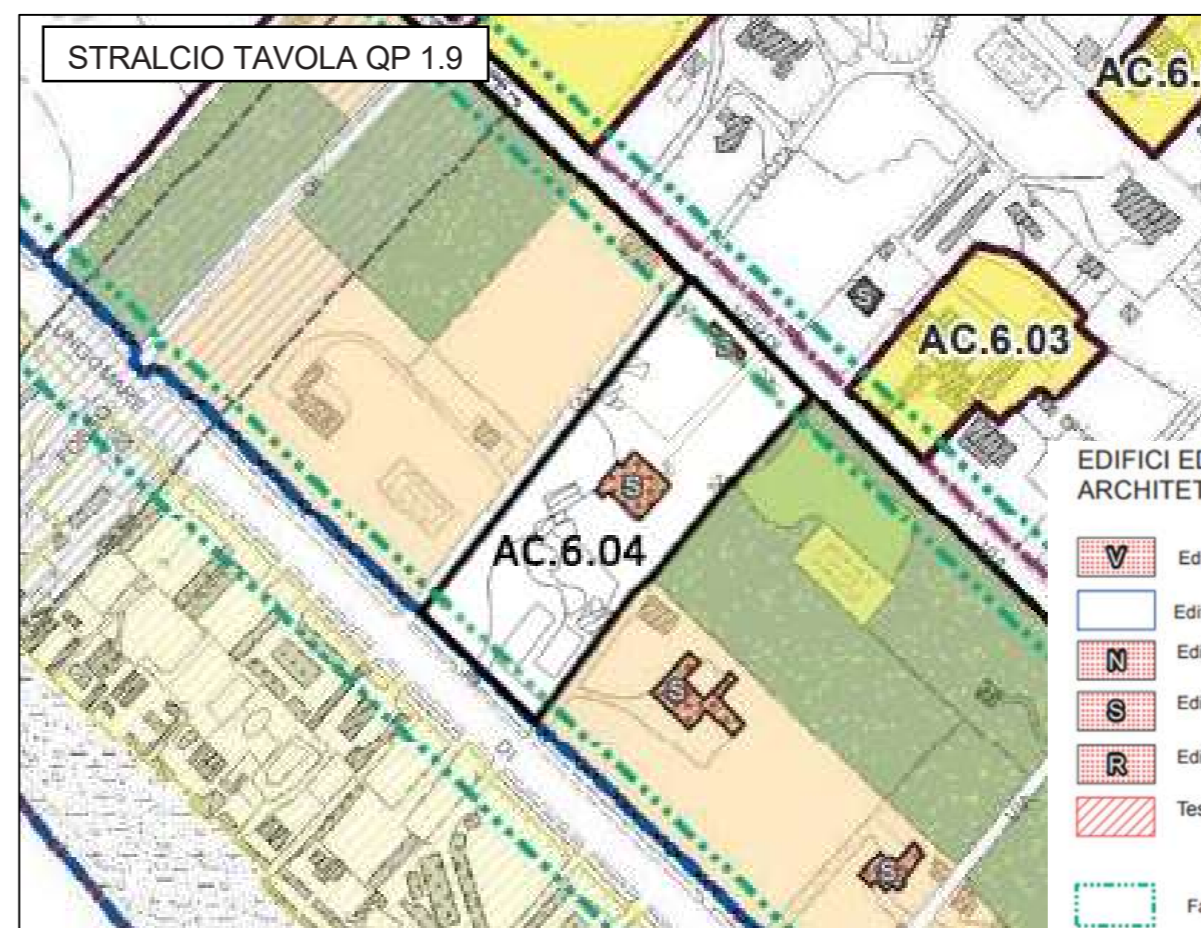 STRALCIO TAVOLA QP 1.9
AC.6.
S
AC.6.03
S
AC.6.04
S
S
EDIFICI ED
ARCHITET
V Ed
Edi
N Edi
S Edi
R Edi
Tes
Fa